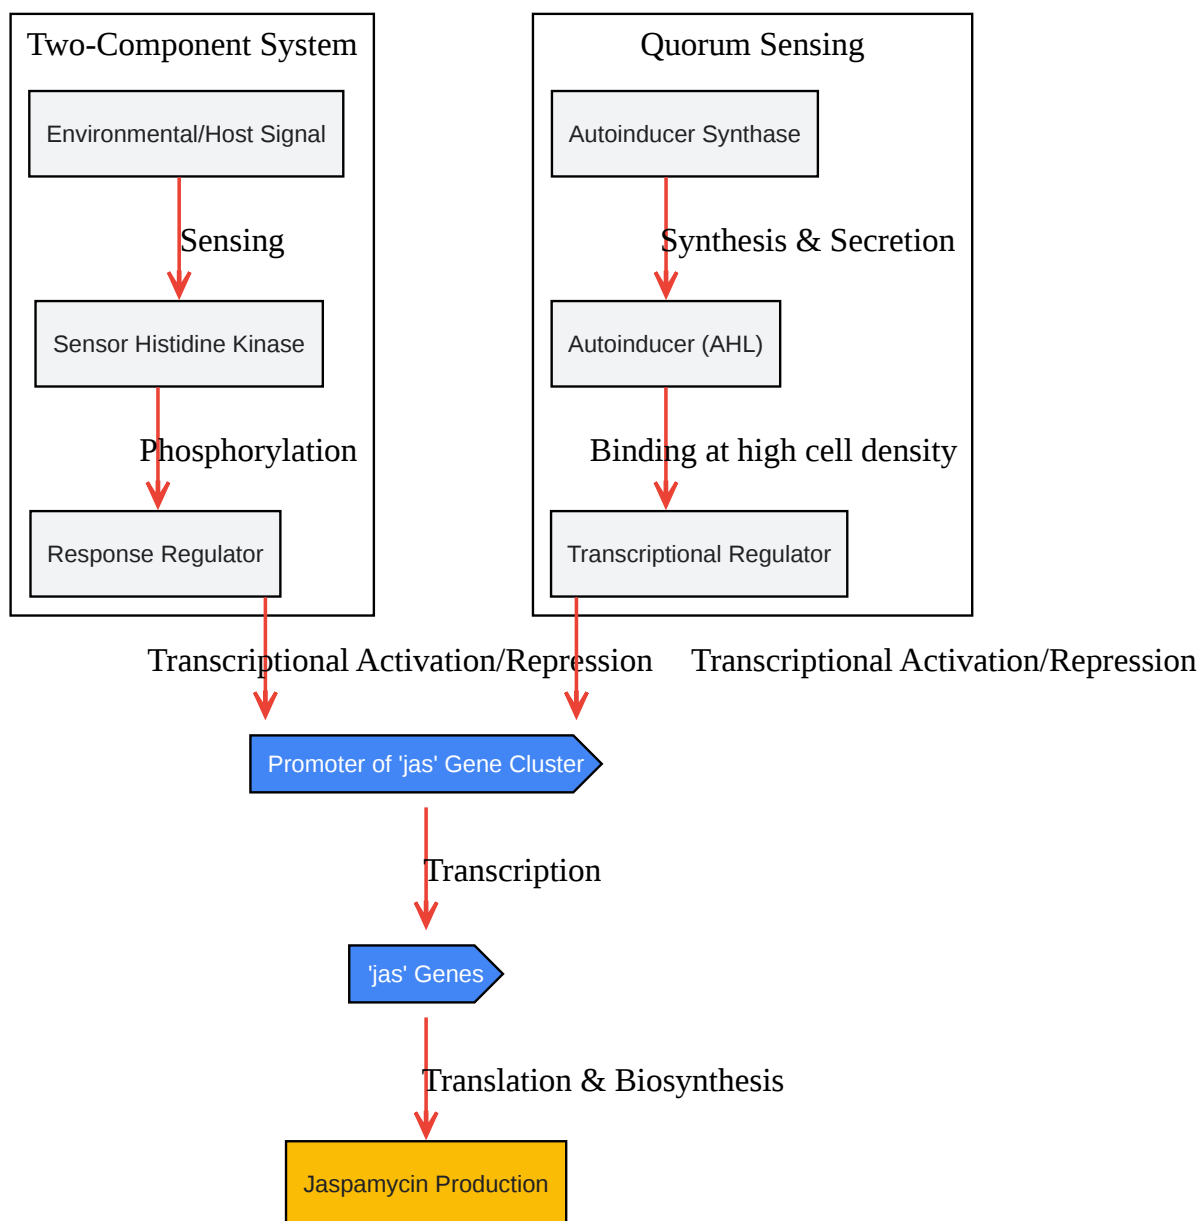 Two-Component System
Quorum Sensing
Environmental/Host Signal
Autoinducer Synthase
Sensing
Synthesis & Secretion
Sensor Histidine Kinase
Autoinducer (AHL)
Phosphorylation
Binding at high cell density
Response Regulator
Transcriptional Regulator
Transcriptional Activation/Repression
Transcriptional Activation/Repression
Promoter of 'jas' Gene Cluster
Transcription
'jas' Genes
Translation & Biosynthesis
Jaspamycin Production